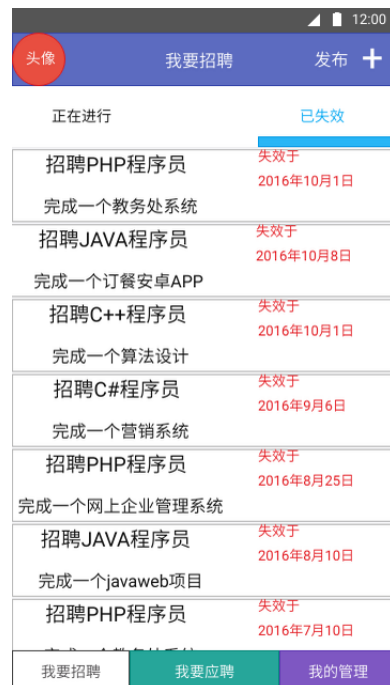 12:00
头像 我要招聘 发布 +
正在进行 已失效
招聘PHP程序员 失效于
2016年10月1日
完成一个教务处系统
招聘JAVA程序员 失效于
2016年10月8日
完成一个订餐安卓APP
招聘C++程序员 失效于
2016年10月1日
完成一个算法设计
招聘C#程序员 失效于
2016年9月6日
完成一个营销系统
招聘PHP程序员 失效于
2016年8月25日
完成一个网上企业管理系统
招聘JAVA程序员 失效于
2016年8月10日
完成一个javaweb项目
招聘PHP程序员 失效于
2016年7月10日
我要招聘 我要应聘 我的管理